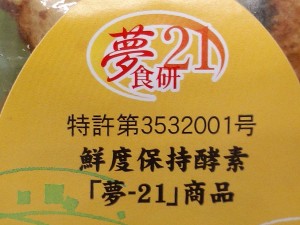 夢21
食研
特許第3532001号
鮮度保持酵素
「夢-21」商品